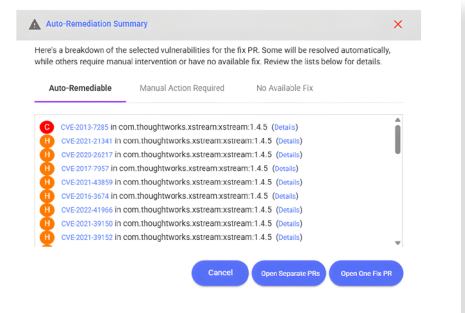 Auto-Remediation Summary
Here's a breakdown of the selected vulnerabilities for the fix PR. Some will be resolved automatically,
while others require manual intervention or have no available fix. Review the lists below for details.
Auto-Remediable Manual Action Required No Available Fix
C CVE-2013-7285 in com.thoughtworks.xstream:xstream:1.4.5 (Details)
H CVE-2021-21341 in com.thoughtworks.xstream:xstream:1.4.5 (Details)
H CVE-2020-26217 in com.thoughtworks.xstream:xstream:1.4.5 (Details)
H CVE-2017-7957 in com.thoughtworks.xstream:xstream:1.4.5 (Details)
H CVE-2021-43859 in com.thoughtworks.xstream:xstream:1.4.5 (Details)
H CVE-2016-3674 in com.thoughtworks.xstream:xstream:1.4.5 (Details)
H CVE-2022-41966 in com.thoughtworks.xstream:xstream:1.4.5 (Details)
H CVE-2021-39150 in com.thoughtworks.xstream:xstream:1.4.5 (Details)
H CVE-2021-39152 in com.thoughtworks.xstream:xstream:1.4.5 (Details)
Cancel Open Separate PRs Open One Fix PR